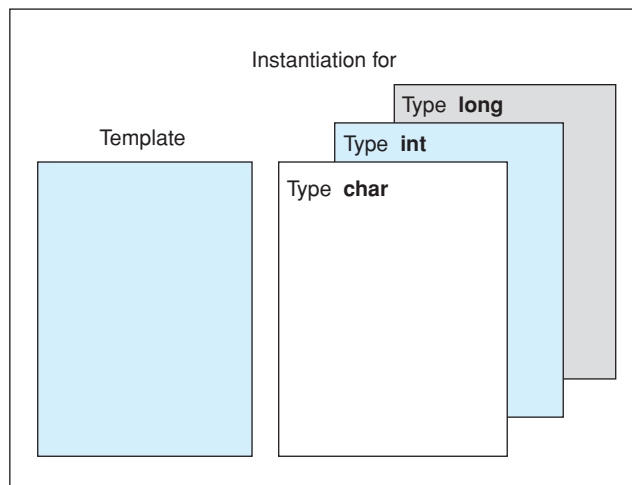 Instantiation for
Type long
Template
Type int
Type char